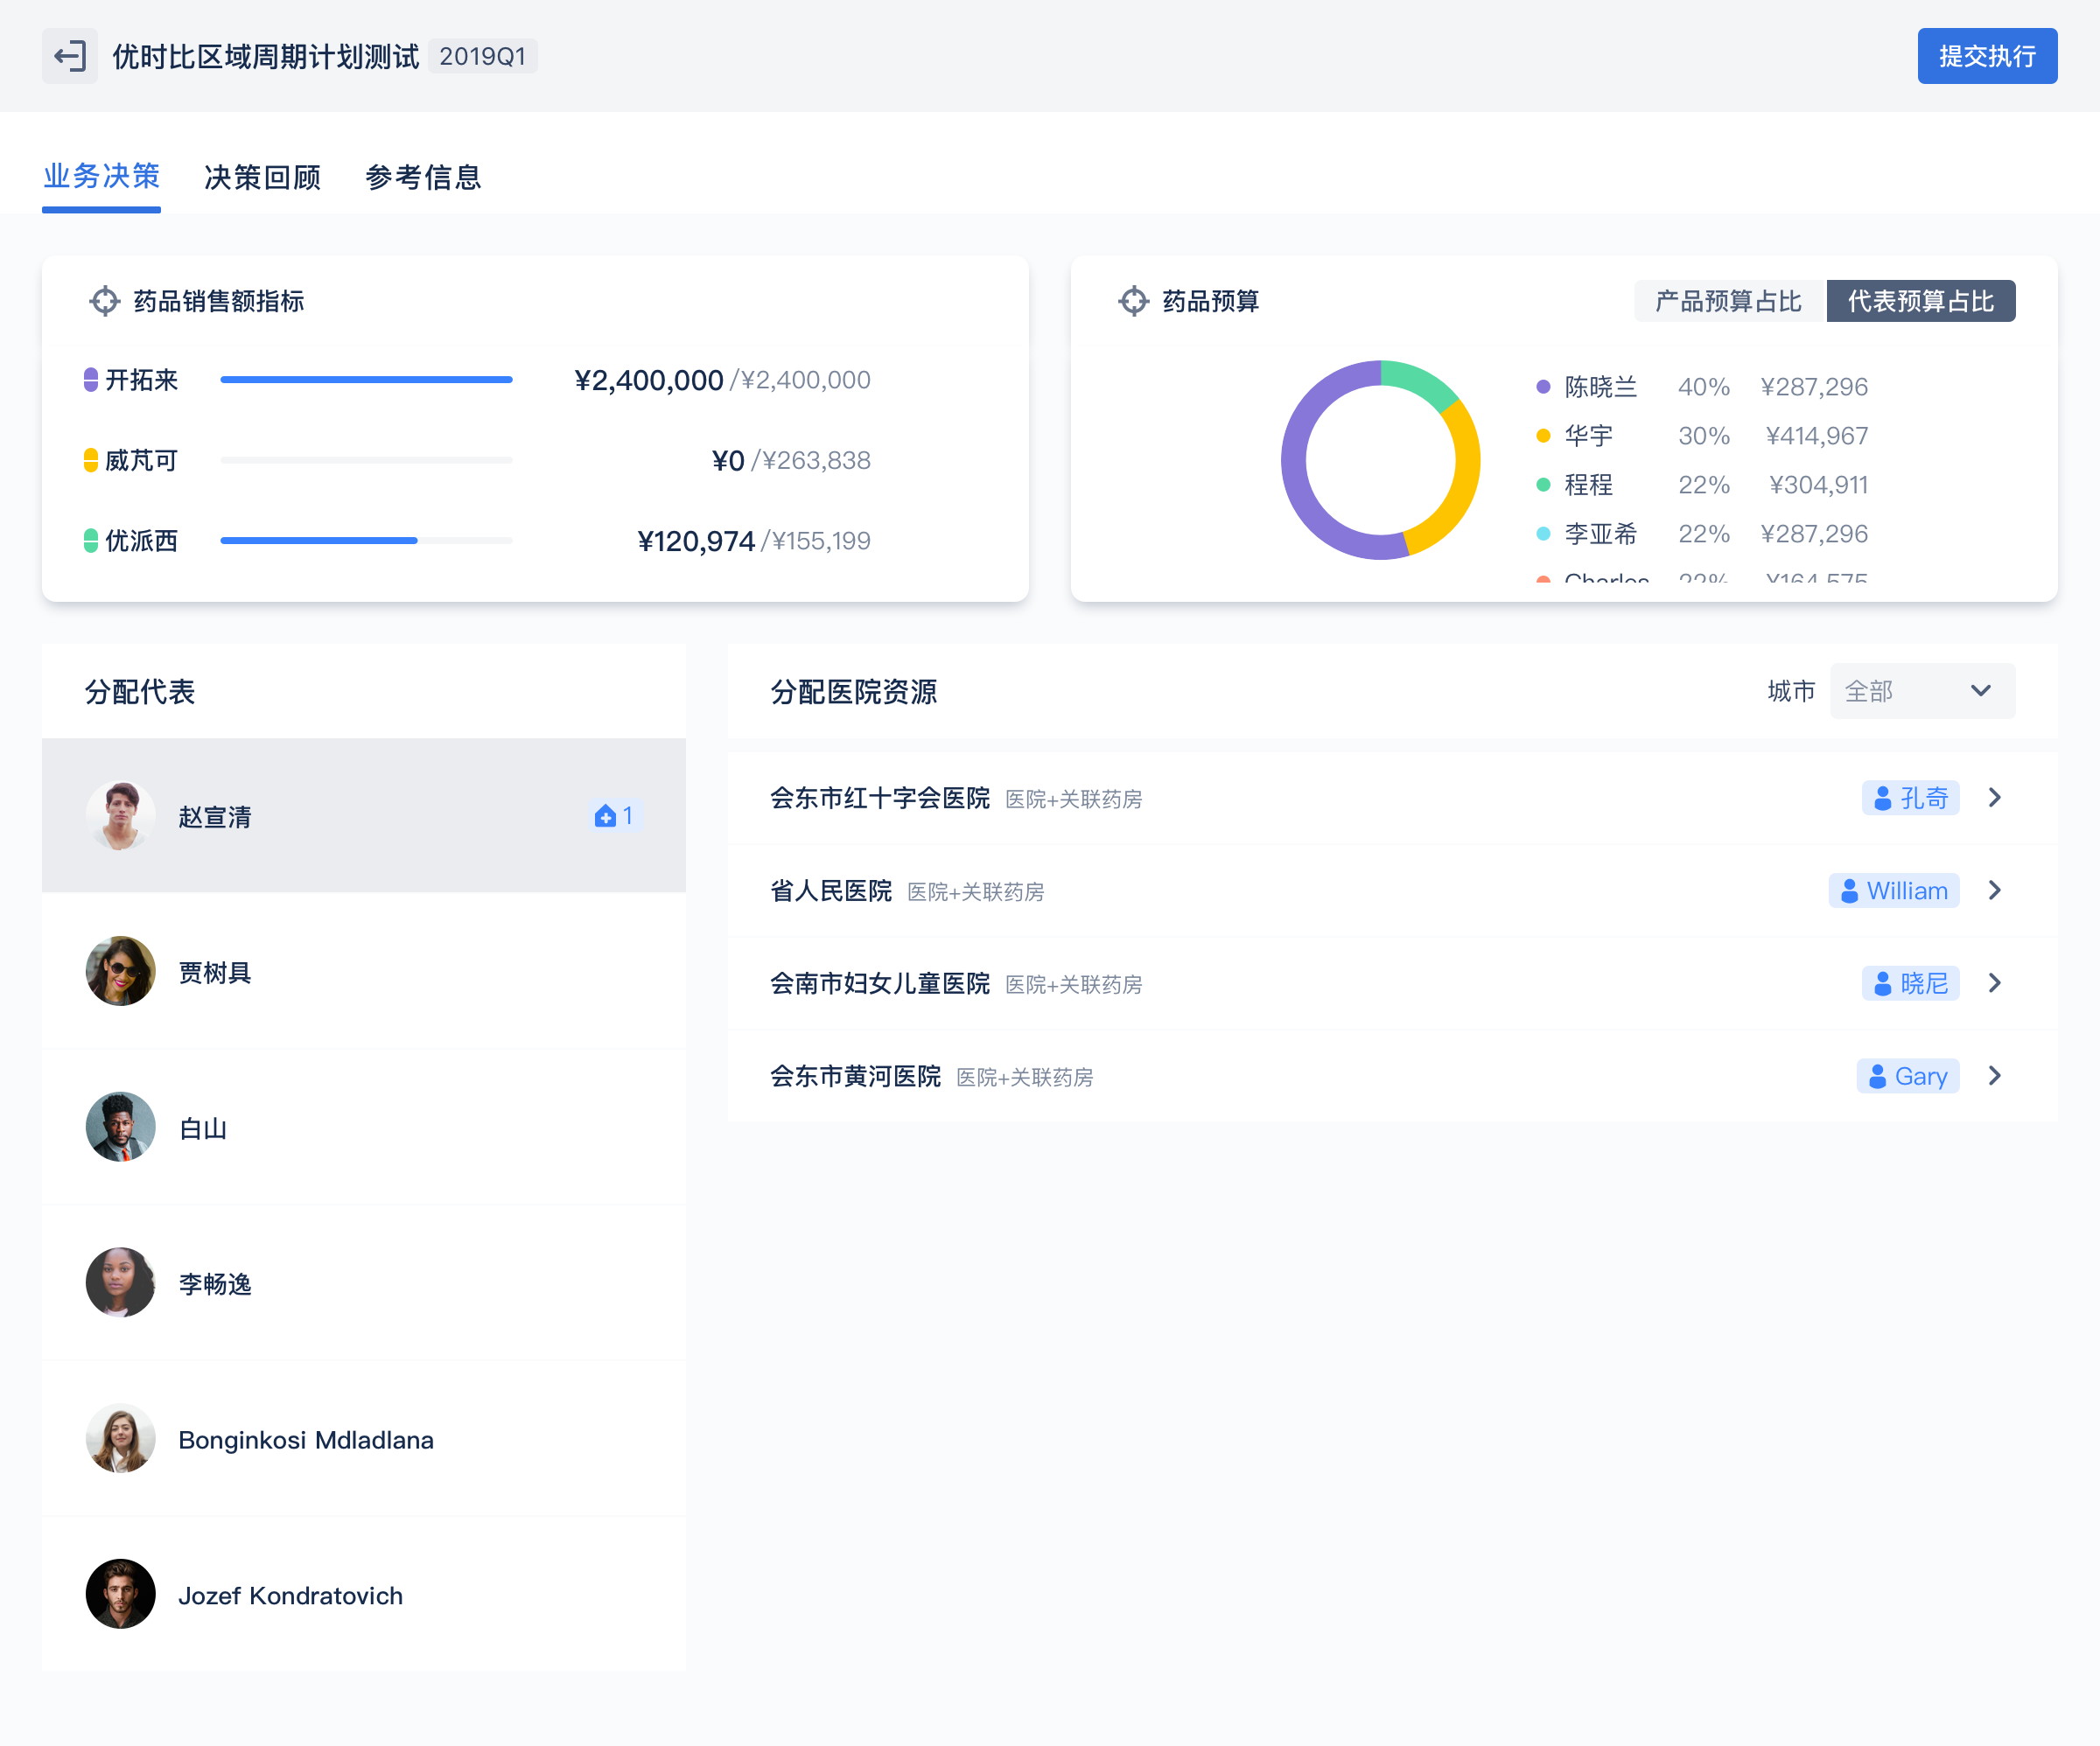 优时比区域周期计划测试 2019Q1 提交执行
业务决策 决策回顾 参考信息
药品销售额指标
开拓来 ¥2,400,000/¥2,400,000
威芃可 ¥0/¥263,838
优派西 ¥120,974/¥155,199
药品预算 产品预算占比 代表预算占比
陈晓兰 40% ¥287,296
华宇 30% ¥414,967
程程 22% ¥304,911
李亚希 22% ¥287,296
Charles 22% ¥164,575
分配代表
赵宣清 1
贾树具
白山
李畅逸
Bonginkosi Mdladlana
Jozef Kondratovich
分配医院资源 城市 全部
会东市红十字会医院 医院+关联药房 孔奇
省人民医院 医院+关联药房 William
会南市妇女儿童医院 医院+关联药房 晓尼
会东市黄河医院 医院+关联药房 Gary